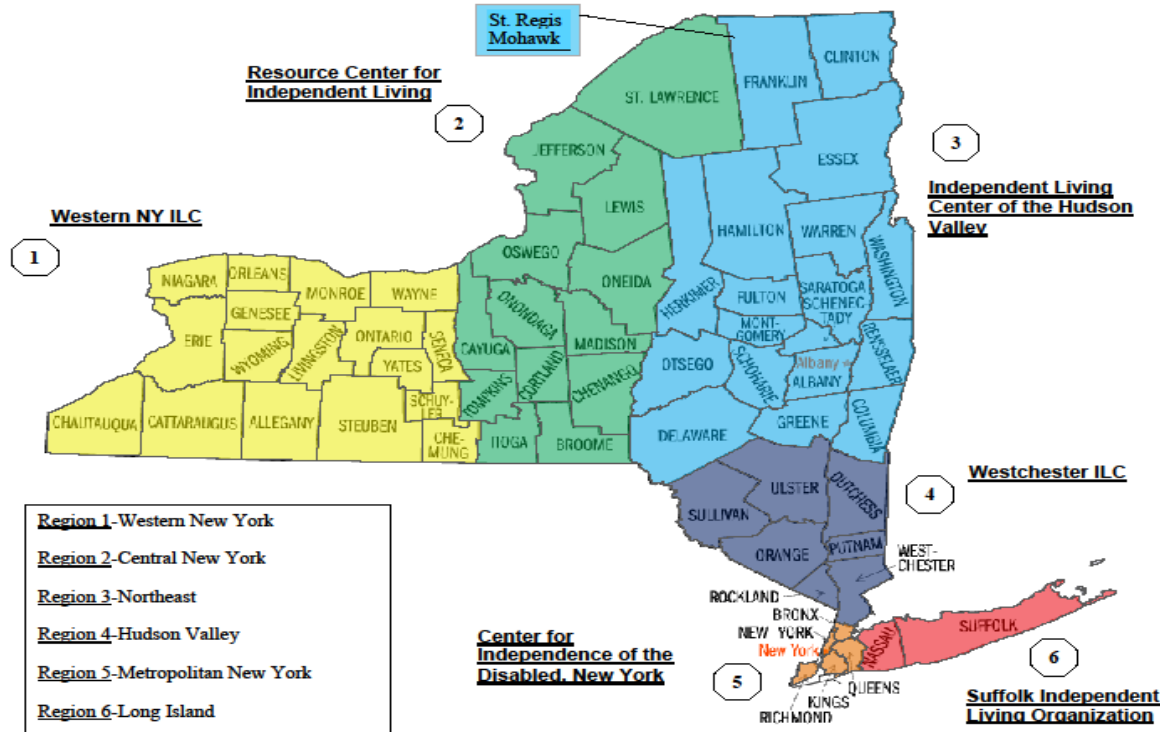 St. Regis
Mohawk
Resource Center for
Independent Living
2
3
Independent Living
Center of the Hudson
Valley
Western NY ILC
1
CLINTON
FRANKLIN
ST. LAWRENCE
JEFFERSON
ESSEX
LEWIS
HAMILTON
WARREN
WASHINGTON
OSWEGO
ONEIDA
HERKIMER
SARATOGA
SCHENEC
TADY
FULTON
MONT-
GOMERY
NIAGARA
ORLEANS
MONROE
WAYNE
GENESEE
ERIE
WYOMING
LIVINGSTON
ONTARIO
YATES
SENECA
CAYUGA
ONONDAGA
MADISON
OTSEGO
SCHOHARIE
Albany
ALBANY
RENSSELAER
TOMPKINS
CORTLAND
CHENANGO
SCHUY-
LER
CHAUTAUQUA
CATTARAUGUS
ALLEGANY
STEUBEN
CHE-
MUNG
TIOGA
BROOME
DELAWARE
GREENE
COLUMBIA
4
Westchester ILC
ULSTER
DUTCHESS
SULLIVAN
ORANGE
PUTNAM
WEST-
CHESTER
ROCKLAND
BRONX
NEW YORK
New York
NASSAU
SUFFOLK
QUEENS
KINGS
RICHMOND
Center for
Independence of the
Disabled, New York
5
6
Suffolk Independent
Living Organization
Region 1-Western New York
Region 2-Central New York
Region 3-Northeast
Region 4-Hudson Valley
Region 5-Metropolitan New York
Region 6-Long Island